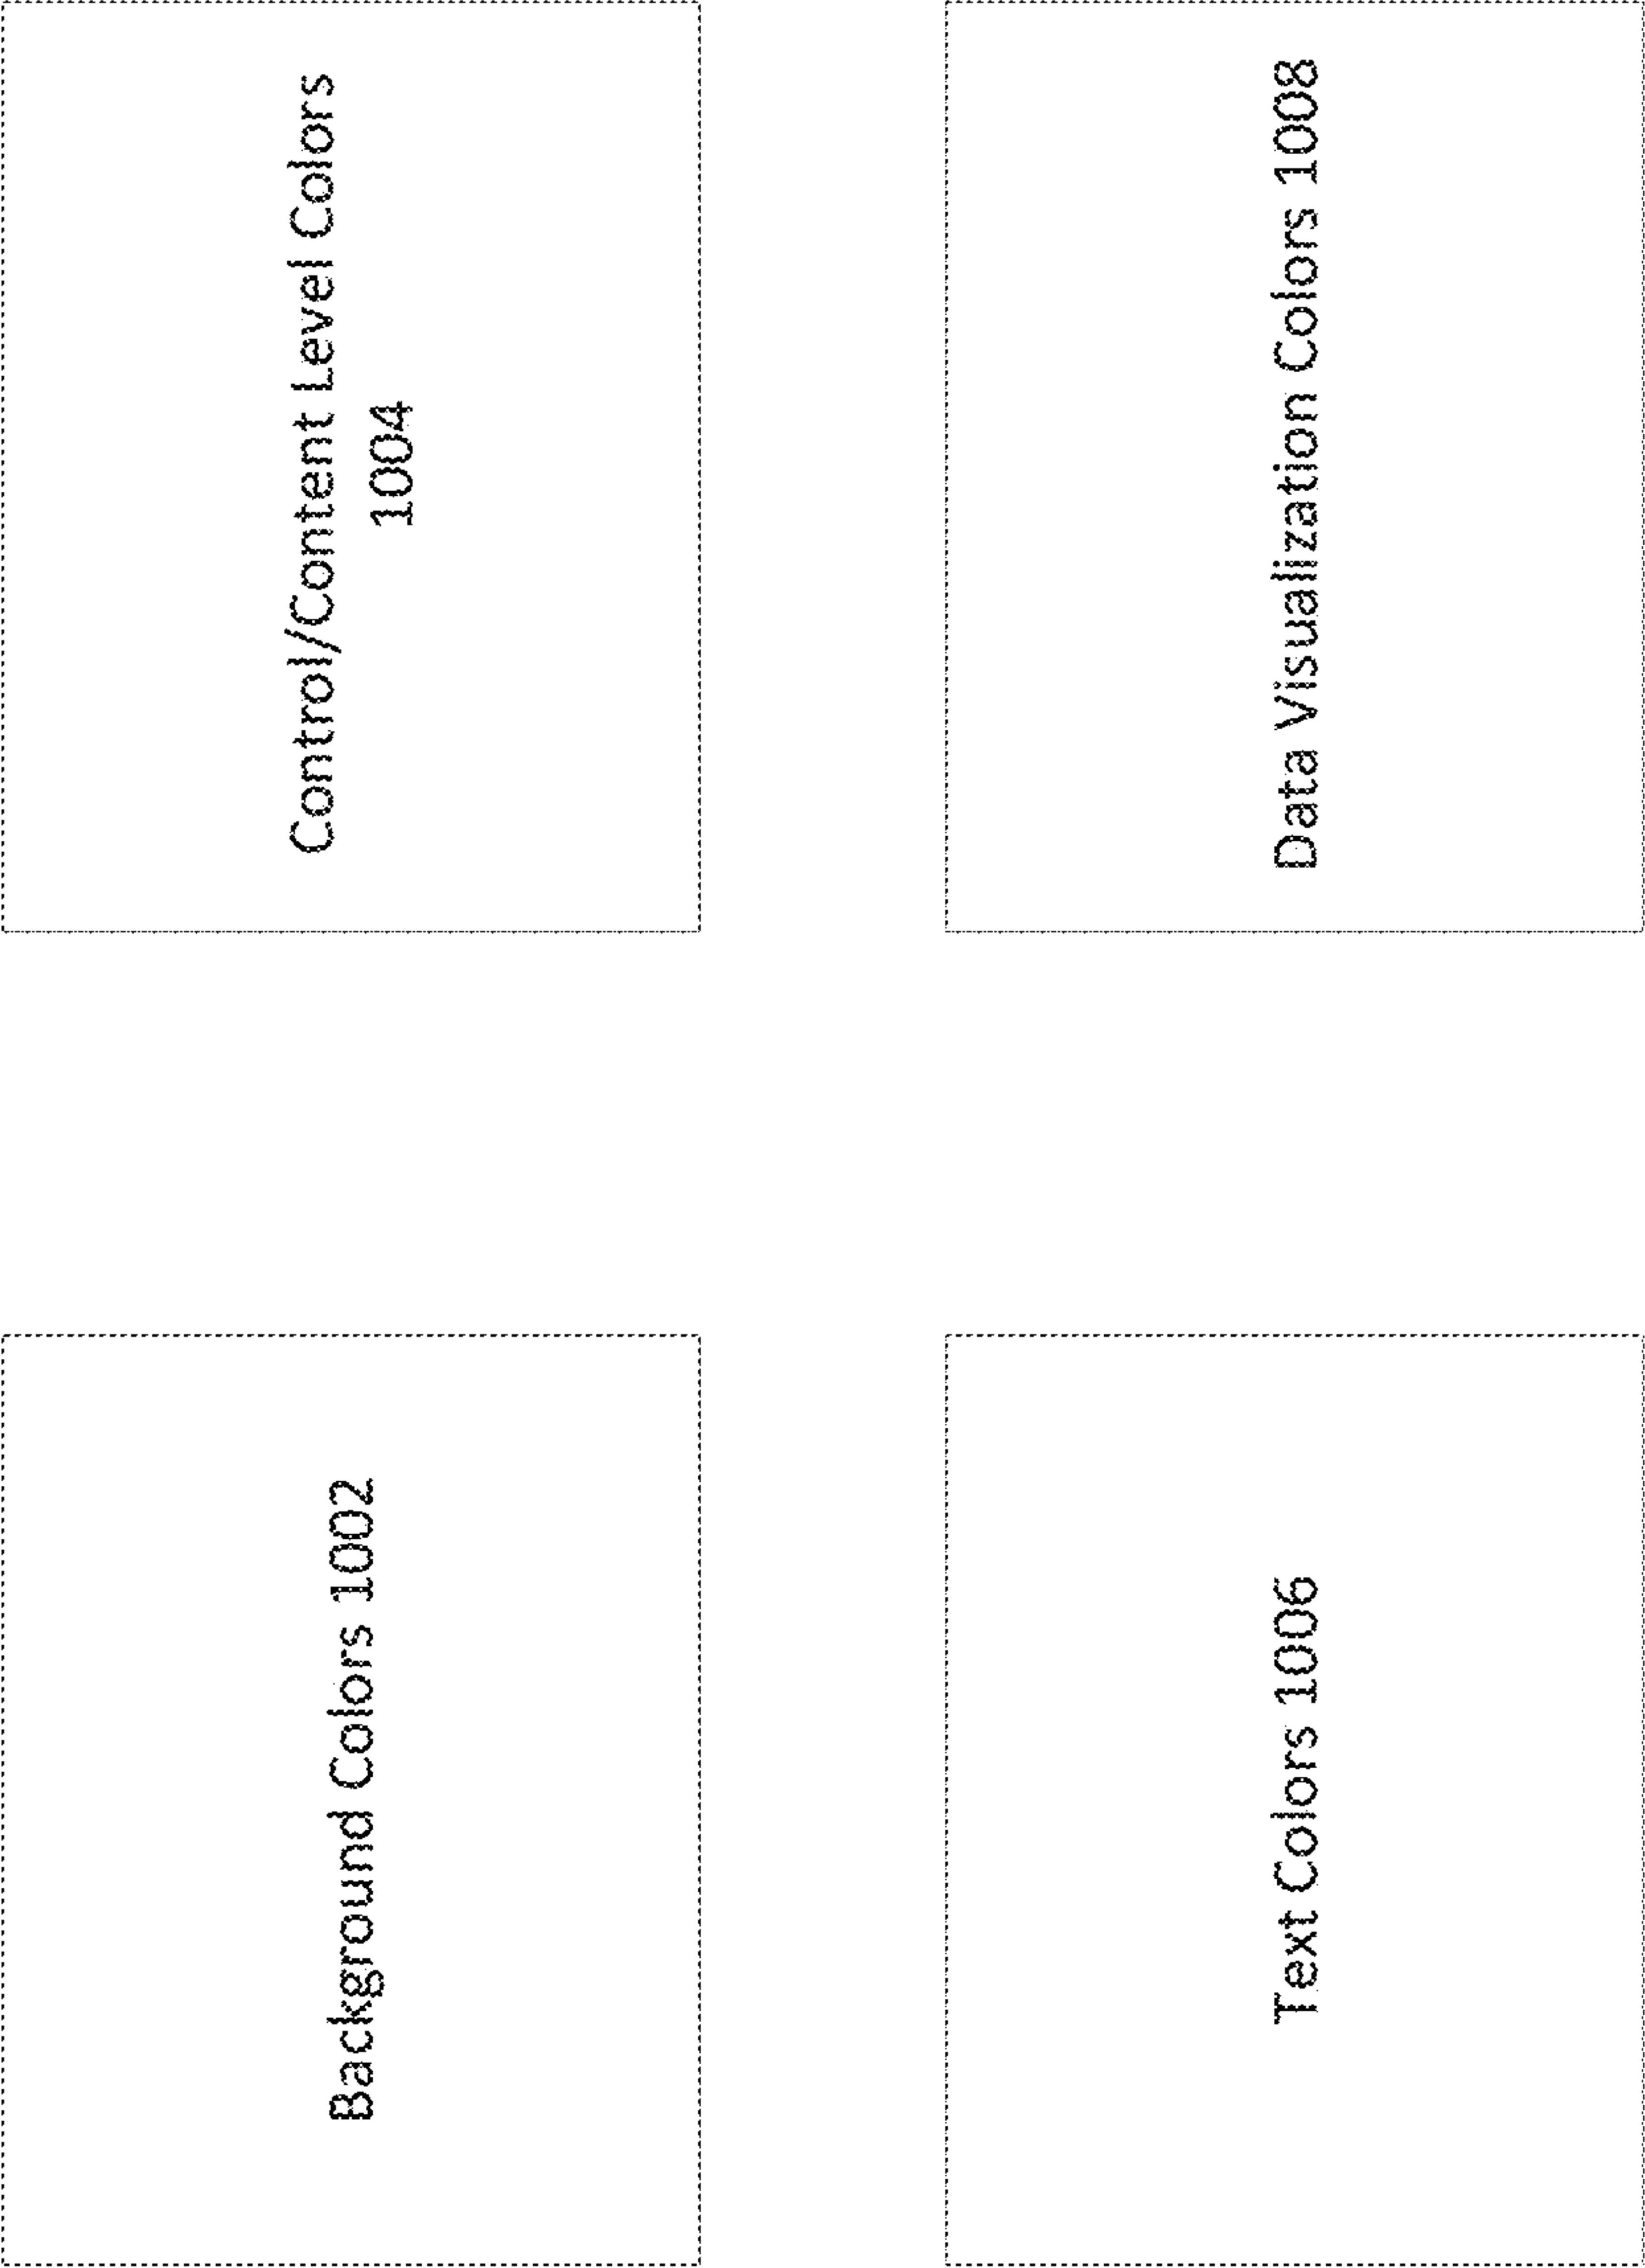 Background Colors 1002
Control/Content Level Colors
1004
Text Colors 1006
Data Visualization Colors 1008